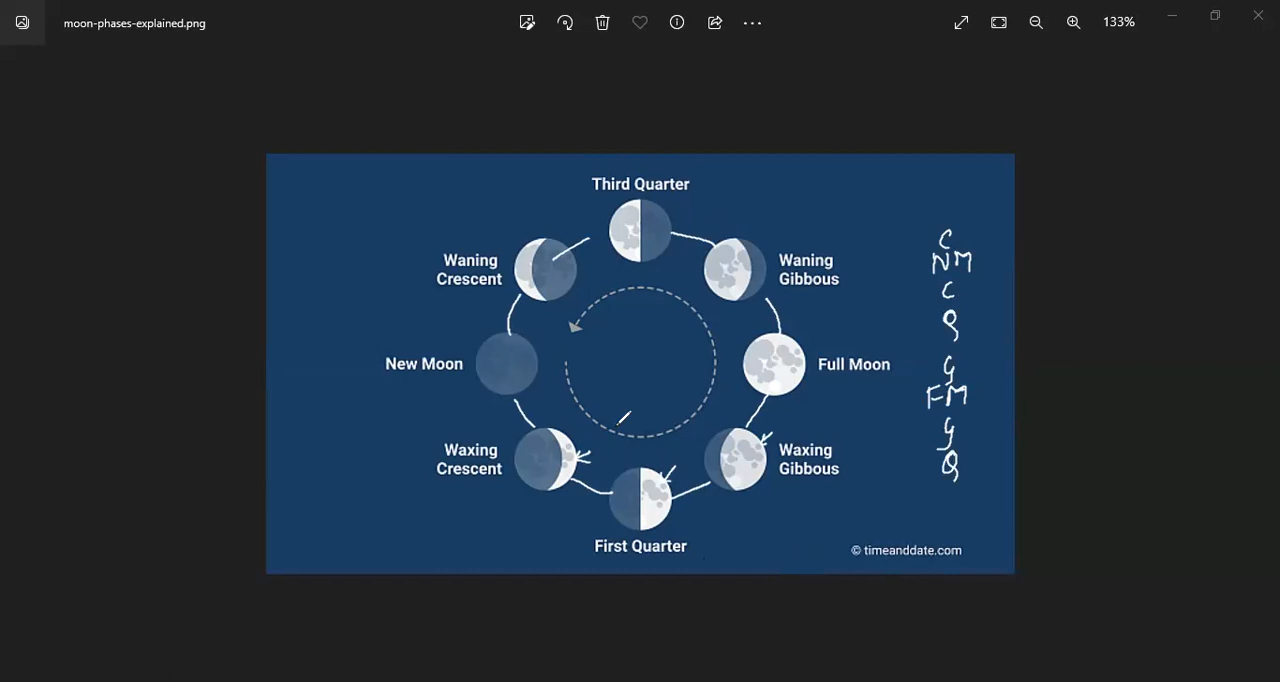 moon-phases-explained.png
133%
Third Quarter
Waning
Crescent
Waning
Gibbous
C
NM
C
Q
G
FM
G
Q
New Moon
Full Moon
Waxing
Crescent
Waxing
Gibbous
First Quarter
© timeanddate.com